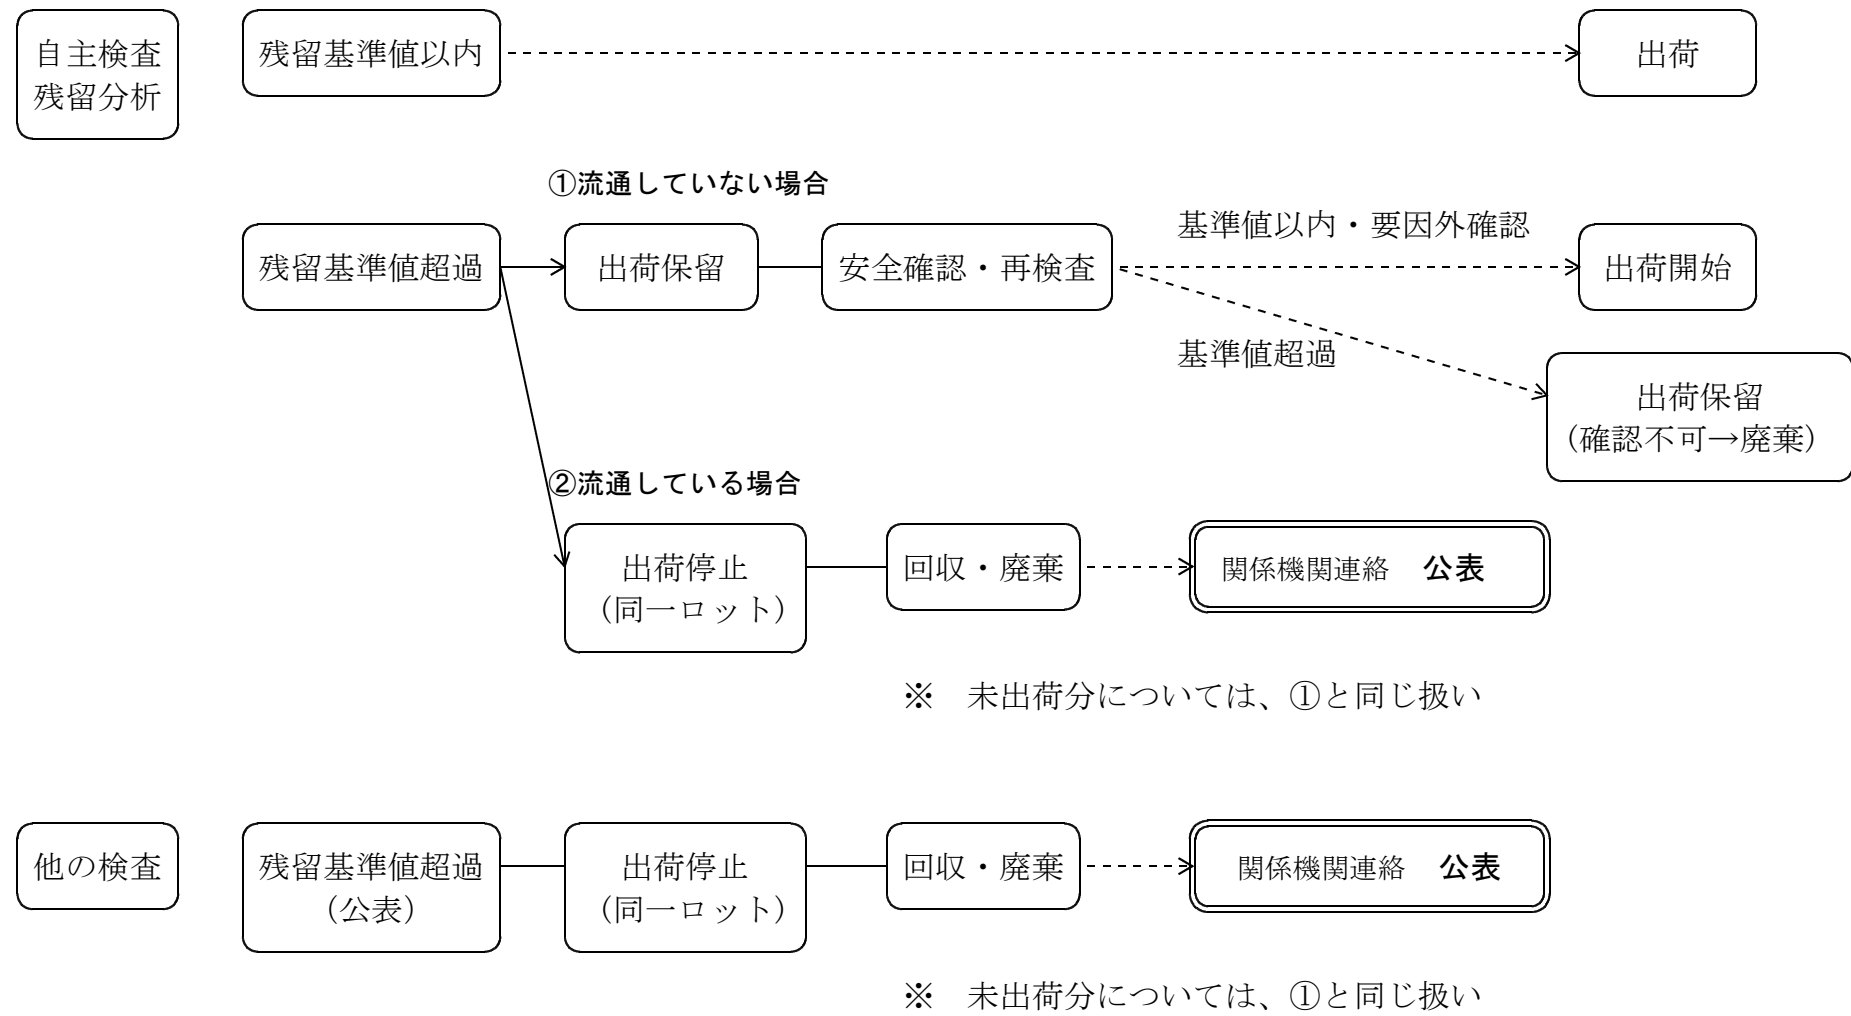 自主検査
残留分析
残留基準値以内
出荷
①流通していない場合
残留基準値超過
出荷保留
安全確認・再検査
基準値以内・要因外確認
出荷開始
基準値超過
出荷保留
（確認不可→廃棄）
②流通している場合
出荷停止
（同一ロット）
回収・廃棄
関係機関連絡　公表
※　未出荷分については、①と同じ扱い
他の検査
残留基準値超過
（公表）
出荷停止
（同一ロット）
回収・廃棄
関係機関連絡　公表
※　未出荷分については、①と同じ扱い